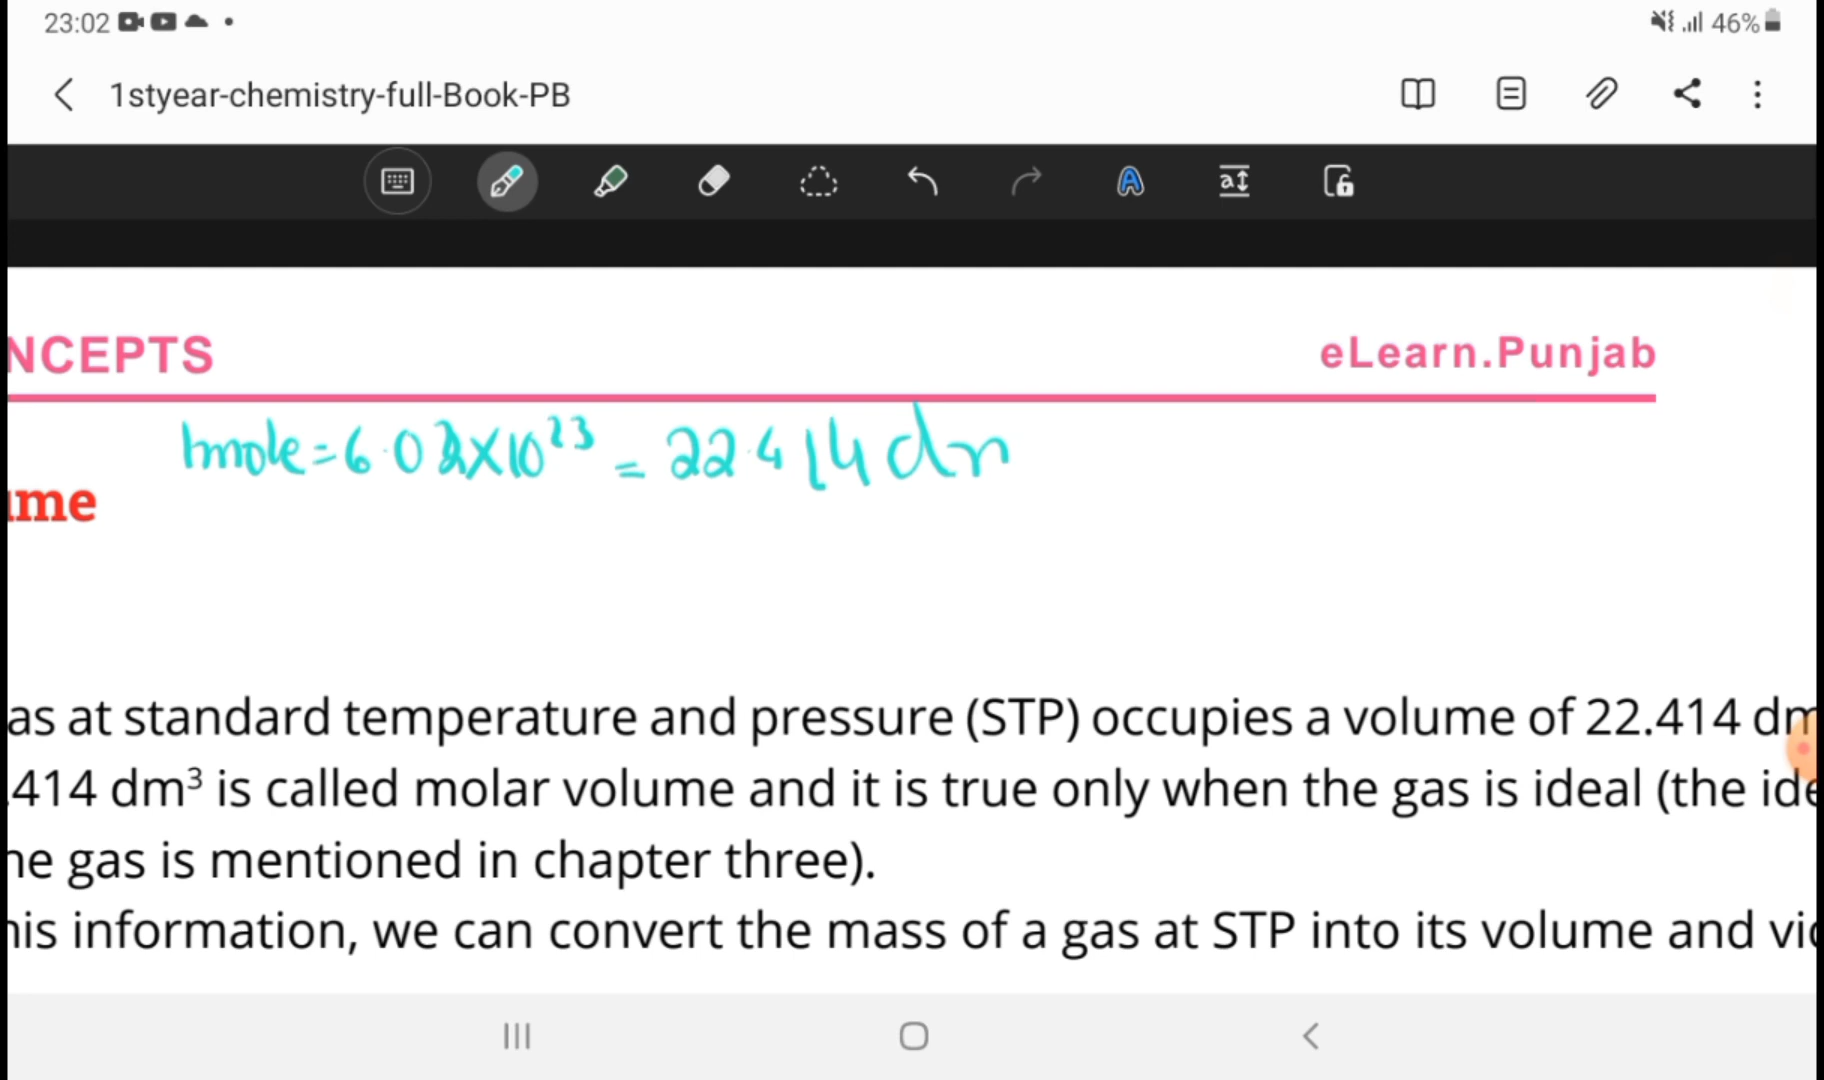 23:02
46%
1styear-chemistry-full-Book-PB
NCEPTS
eLearn.Punjab
1mole=6.02X10²³ = 22.414 dm
me
as at standard temperature and pressure (STP) occupies a volume of 22.414 dm
.414 dm³ is called molar volume and it is true only when the gas is ideal (the ide
he gas is mentioned in chapter three).
his information, we can convert the mass of a gas at STP into its volume and vic